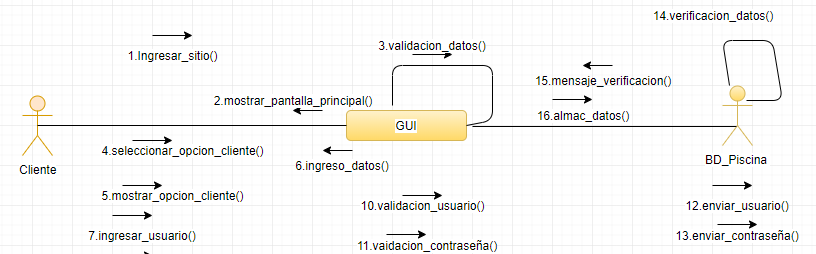 14.verificacion_datos()
1.Ingresar_sitio()
3.validacion_datos()
15.mensaje_verificacion()
2.mostrar_pantalla_principal()
16.almac_datos()
GUI
4.seleccionar_opcion_cliente()
6.ingreso_datos()
Cliente
BD_Piscina
5.mostrar_opcion_cliente()
10.validacion_usuario()
12.enviar_usuario()
7.ingresar_usuario()
11.vaidacion_contraseña()
13.enviar_contraseña()